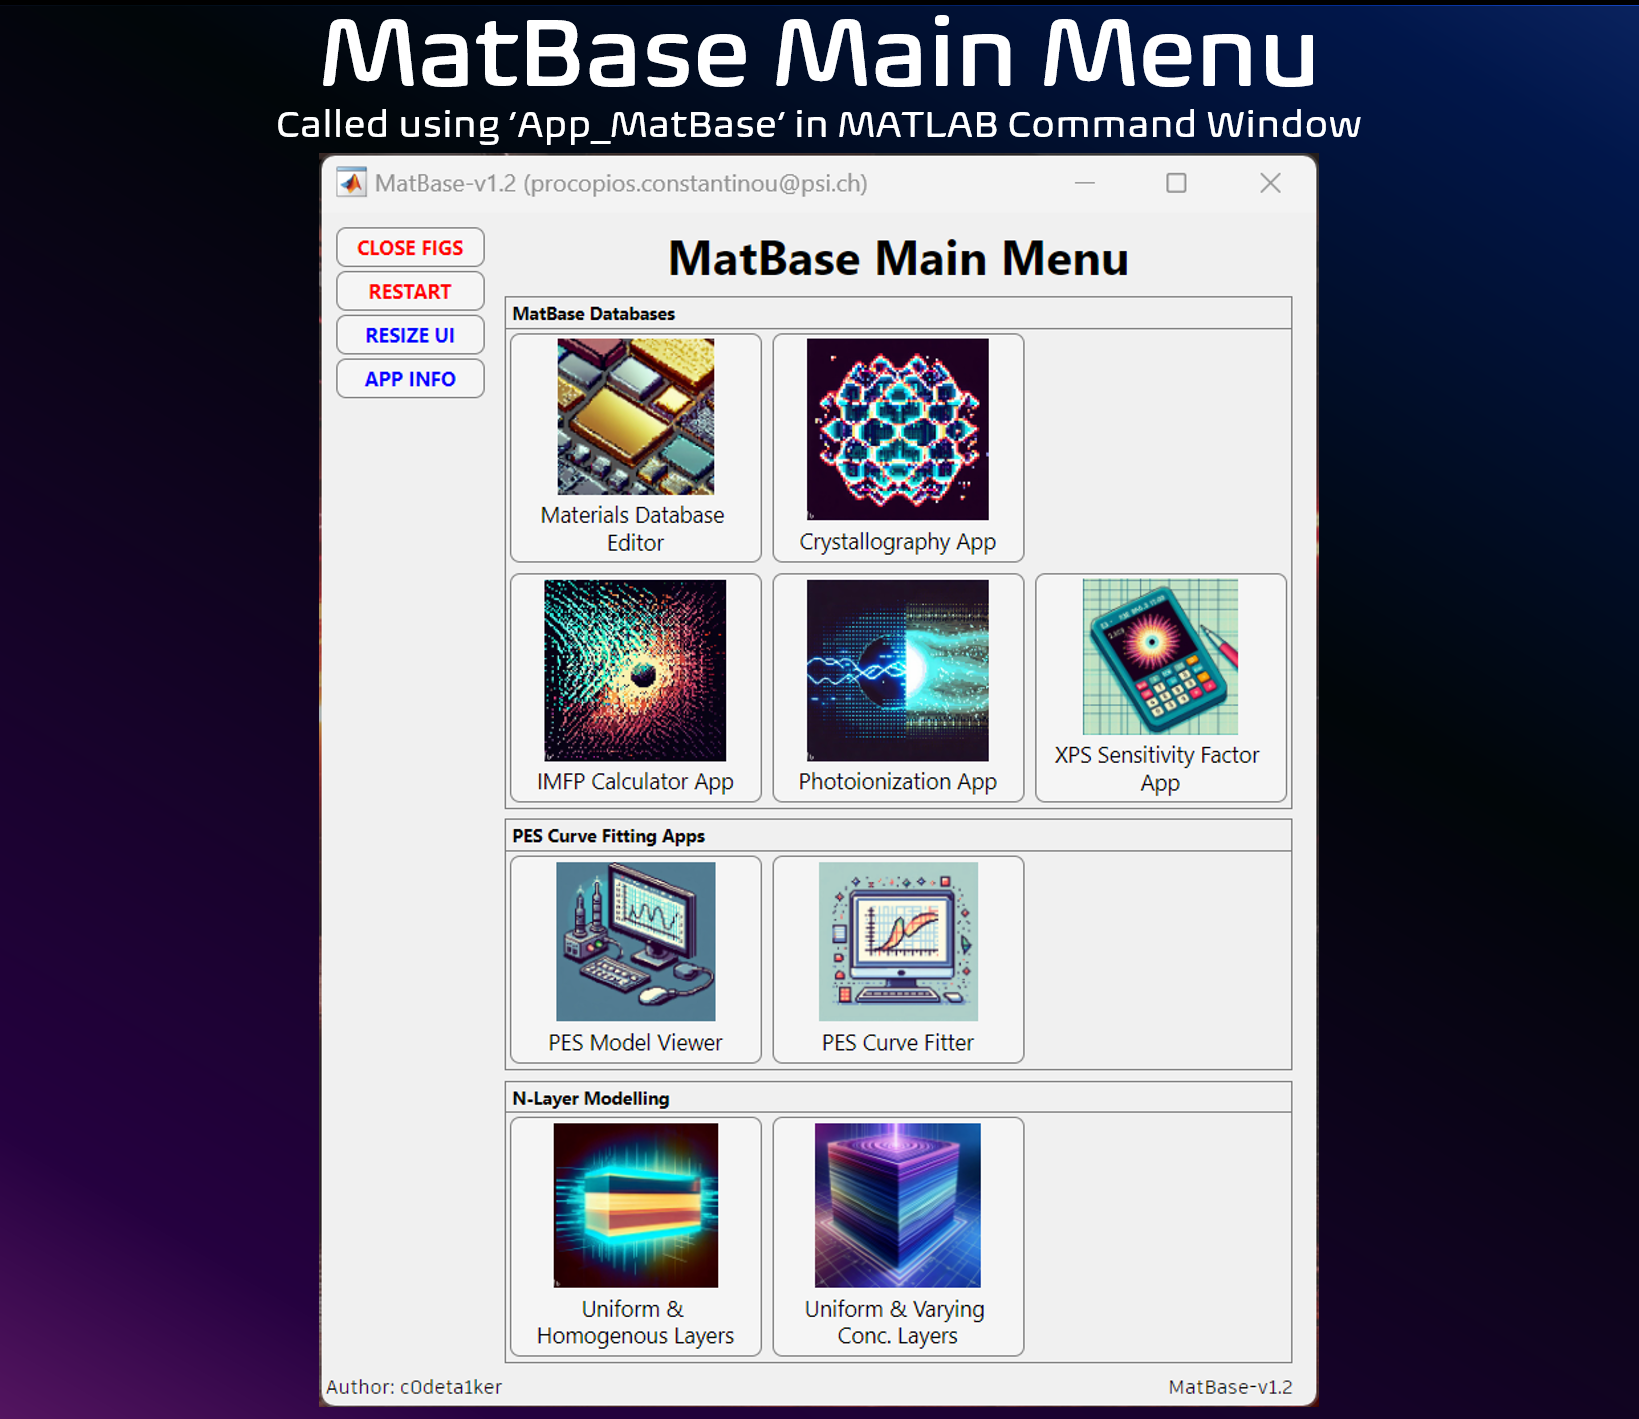 MatBase Main Menu
Called using ‘App_MatBase’ in MATLAB Command Window
MatBase-v1.2 (procopios.constantinou@psi.ch)
CLOSE FIGS
RESTART
RESIZE UI
APP INFO
MatBase Main Menu
MatBase Databases
Materials Database
Editor
Crystallography App
IMFP Calculator App
Photoionization App
XPS Sensitivity Factor
App
PES Curve Fitting Apps
PES Model Viewer
PES Curve Fitter
N-Layer Modelling
Uniform &
Homogenous Layers
Uniform & Varying
Conc. Layers
Author: c0deta1ker
MatBase-v1.2